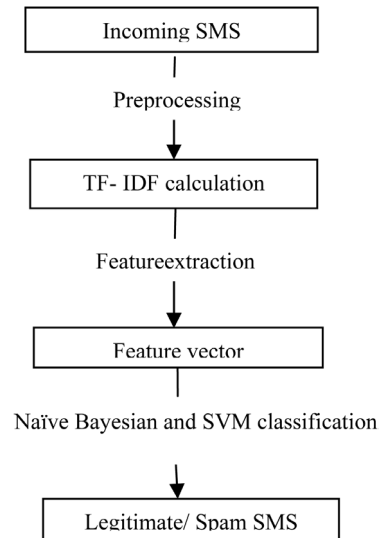 Incoming SMS
Preprocessing
TF- IDF calculation
Featureextraction
Feature vector
Naïve Bayesian and SVM classification
Legitimate/ Spam SMS